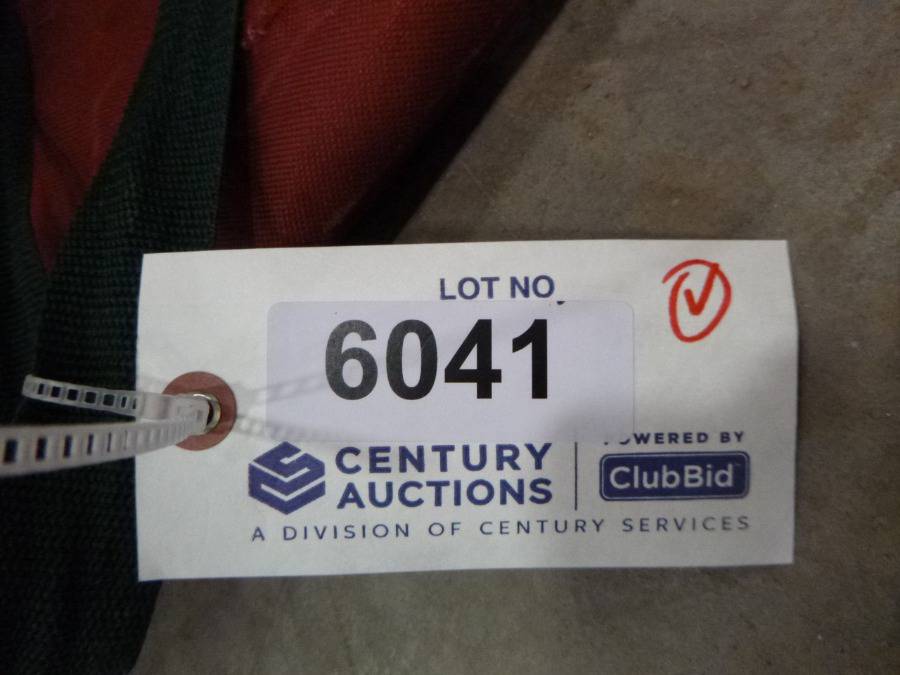 LOT NO
6041
CENTURY
AUCTIONS
POWERED BY
ClubBid
A DIVISION OF CENTURY SERVICES